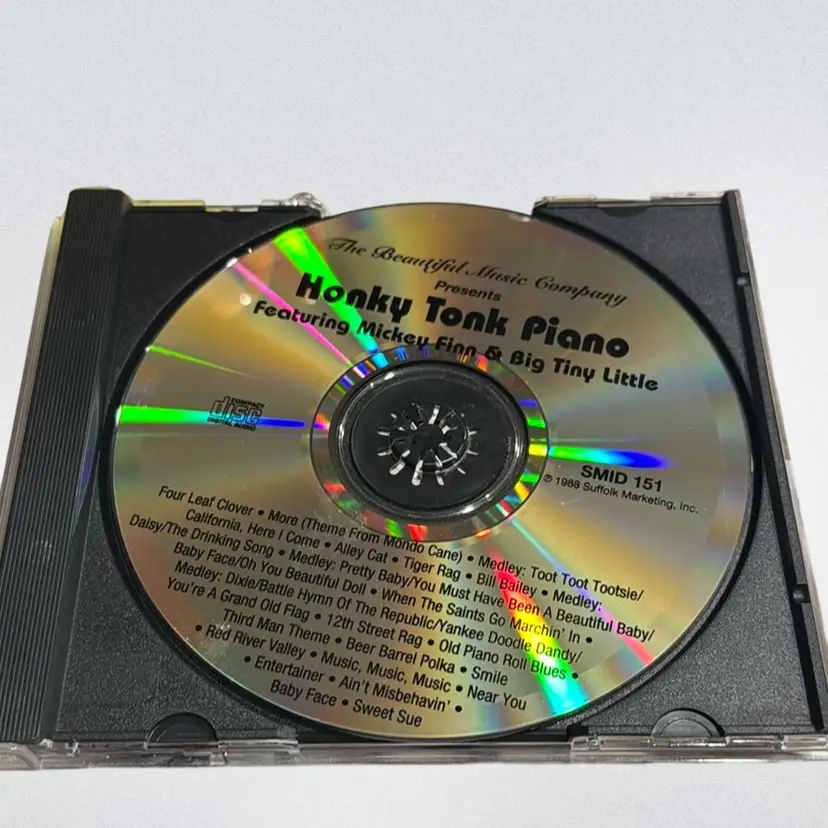 The Beautiful Music Company
Presents
Honky Tonk Piano
Featuring Mickey Finn & Big Tiny Little
COMPACT
disc
DIGITAL AUDIO
SMID 151
℗ 1988 Suffolk Marketing, Inc.
Four Leaf Clover • More (Theme From Mondo Cane) • Medley: Toot Toot Tootsie/
California, Here I Come • Alley Cat • Tiger Rag • Bill Bailey • Medley:
Daisy/The Drinking Song • Medley: Pretty Baby/You Must Have Been A Beautiful Baby/
Baby Face/Oh You Beautiful Doll • When The Saints Go Marchin' In •
Medley: Dixie/Battle Hymn Of The Republic/Yankee Doodle Dandy/
You're A Grand Old Flag • 12th Street Rag • Old Piano Roll Blues •
Third Man Theme • Beer Barrel Polka • Smile
• Red River Valley • Music, Music, Music • Near You
• Entertainer • Ain't Misbehavin' •
Baby Face • Sweet Sue